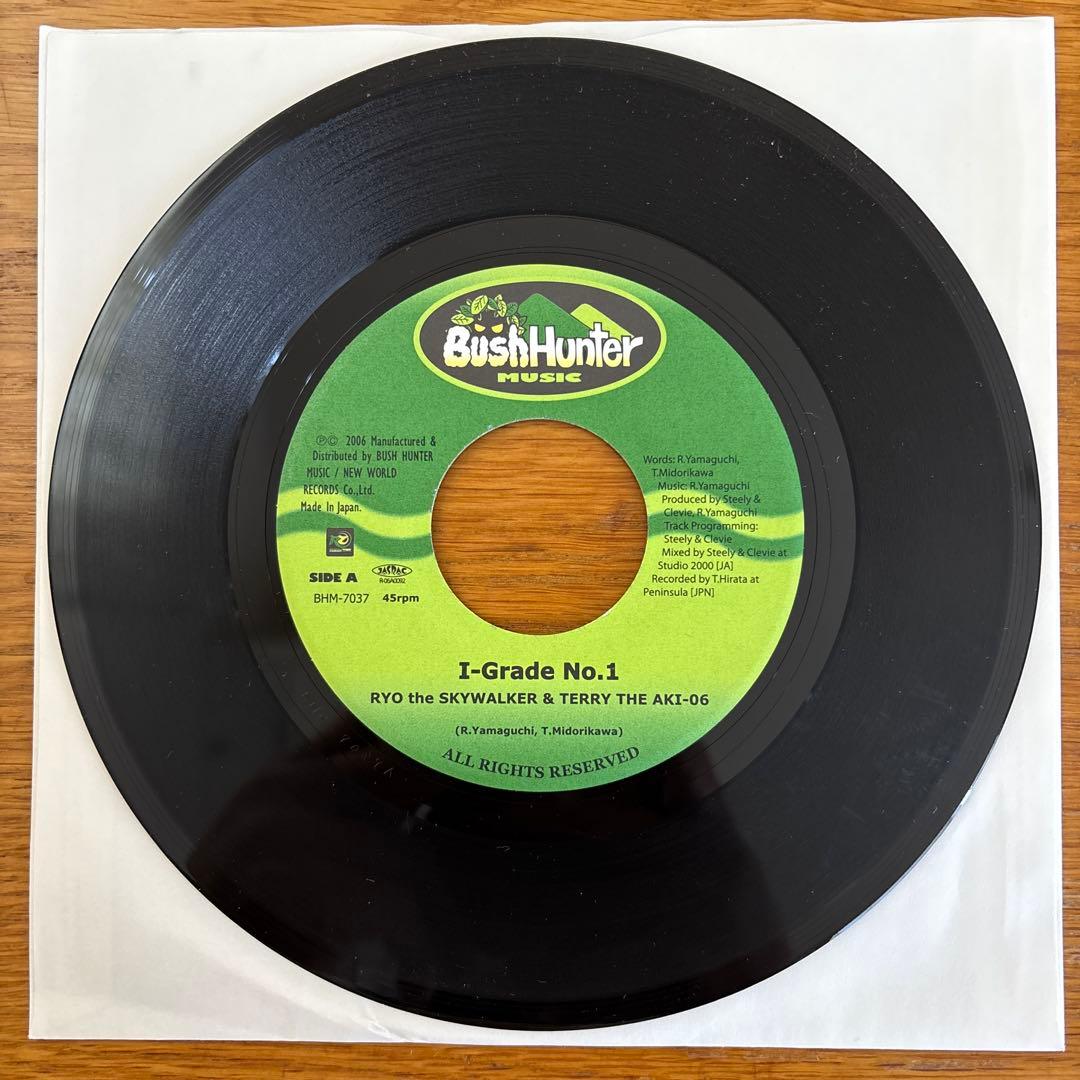 BushHunter
MUSIC
℗© 2006 Manufactured &
Distributed by BUSH HUNTER
MUSIC / NEW WORLD
RECORDS Co.,Ltd.
Made In Japan.
JASRAC
R-06A0092
SIDE A
BHM-7037 45rpm
Words: R.Yamaguchi,
T.Midorikawa
Music: R.Yamaguchi
Produced by Steely &
Clevie, R.Yamaguchi
Track Programming:
Steely & Clevie
Mixed by Steely & Clevie at
Studio 2000 [JA]
Recorded by T.Hirata at
Peninsula [JPN]
I-Grade No.1
RYO the SKYWALKER & TERRY THE AKI-06
(R.Yamaguchi, T.Midorikawa)
ALL RIGHTS RESERVED